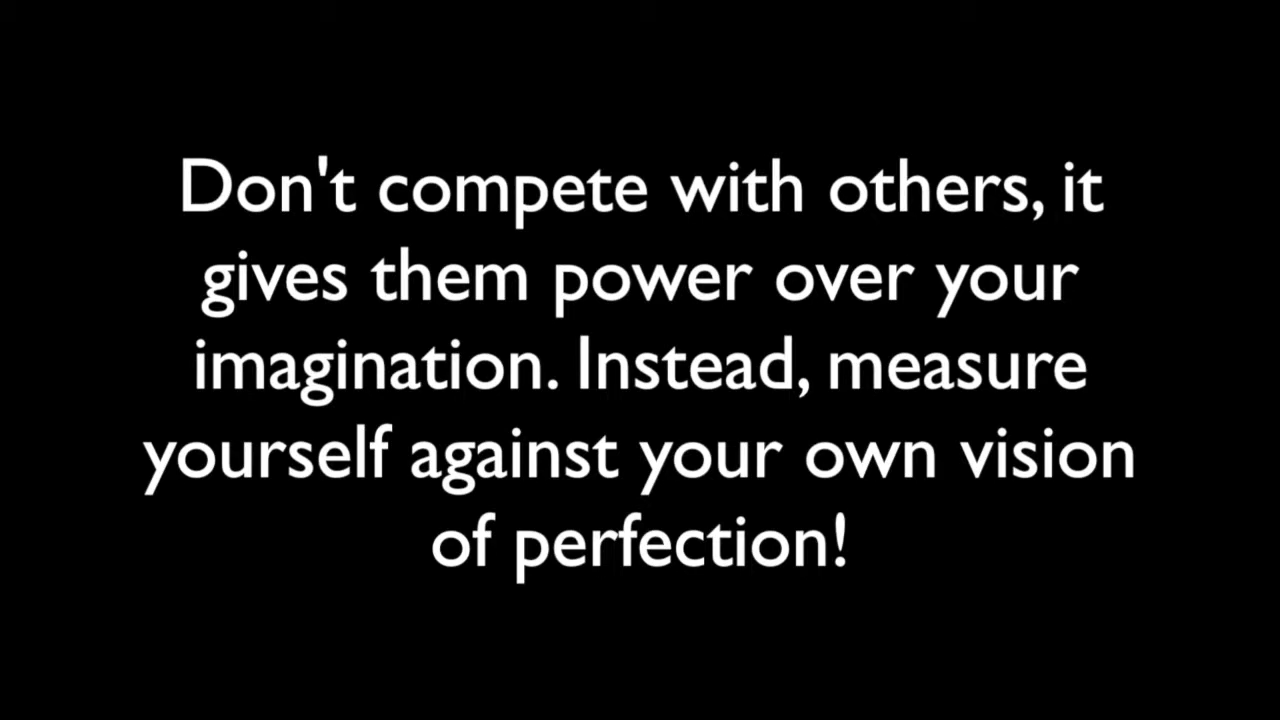 Don't compete with others, it
gives them power over your
imagination. Instead, measure
yourself against your own vision
of perfection!